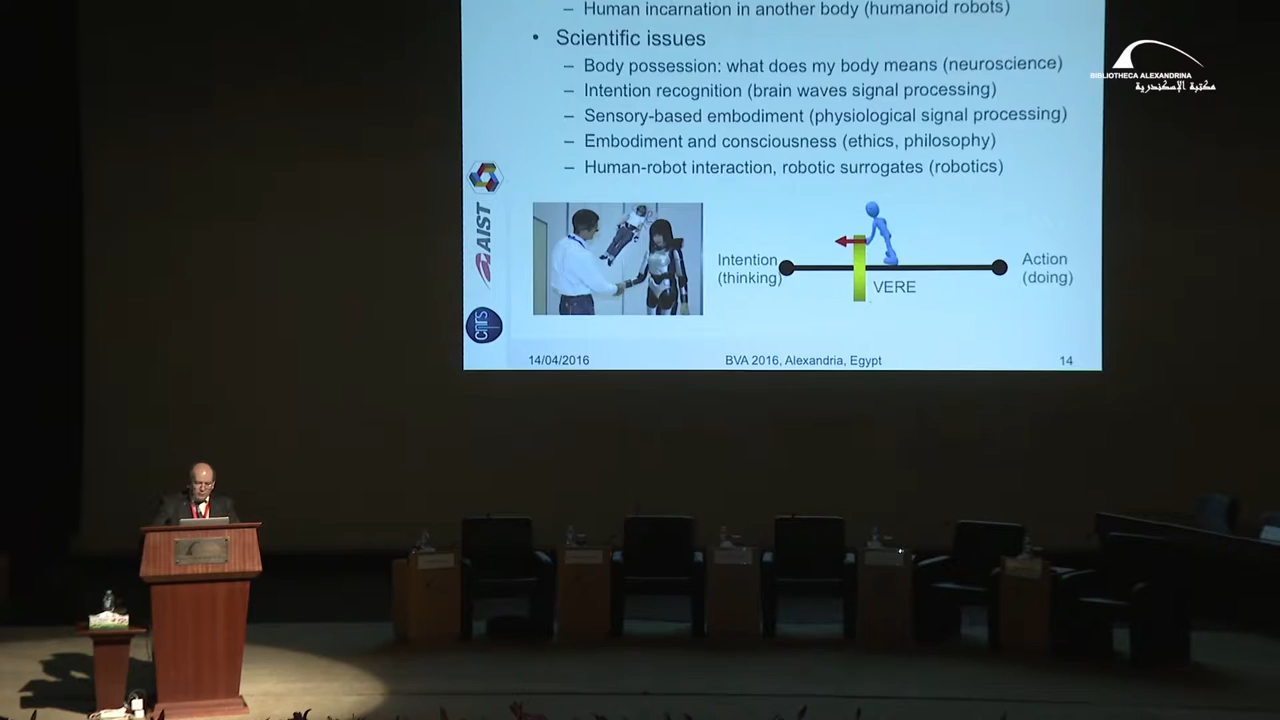 – Human incarnation in another body (humanoid robots)
• Scientific issues
– Body possession: what does my body means (neuroscience)
– Intention recognition (brain waves signal processing)
– Sensory-based embodiment (physiological signal processing)
– Embodiment and consciousness (ethics, philosophy)
– Human-robot interaction, robotic surrogates (robotics)
AIST
cnrs
Intention
(thinking)
VERE
Action
(doing)
14/04/2016
BVA 2016, Alexandria, Egypt
14
BIBLIOTHECA ALEXANDRINA
مكتبة الإسكندرية